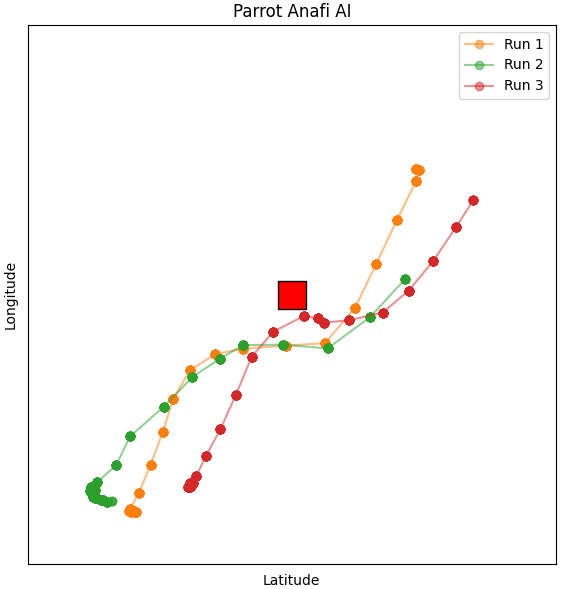 Parrot Anafi AI
Run 1
Run 2
Run 3
Longitude
Latitude